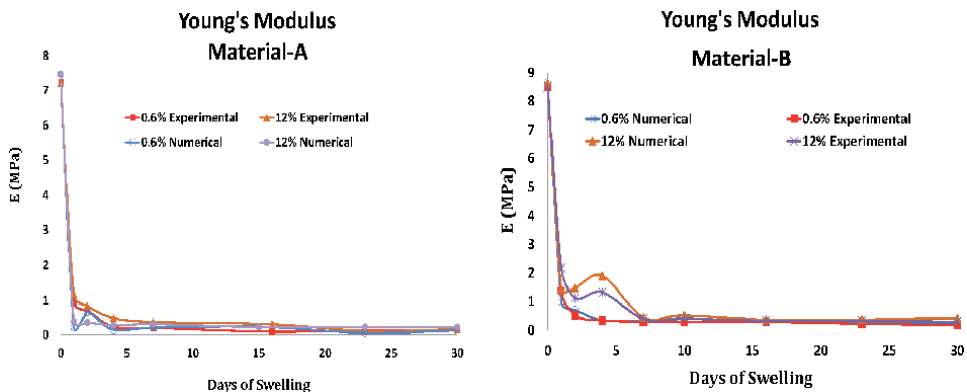 Young's Modulus
Material-A
8
7
6
5
4
3
2
1
0
E (MPa)
0.6% Experimental
12% Experimental
0.6% Numerical
12% Numerical
0 5 10 15 20 25 30
Days of Swelling
Young's Modulus
Material-B
9
8
7
6
5
4
3
2
1
0
E (MPa)
0.6% Numerical
0.6% Experimental
12% Numerical
12% Experimental
0 5 10 15 20 25 30
Days of Swelling